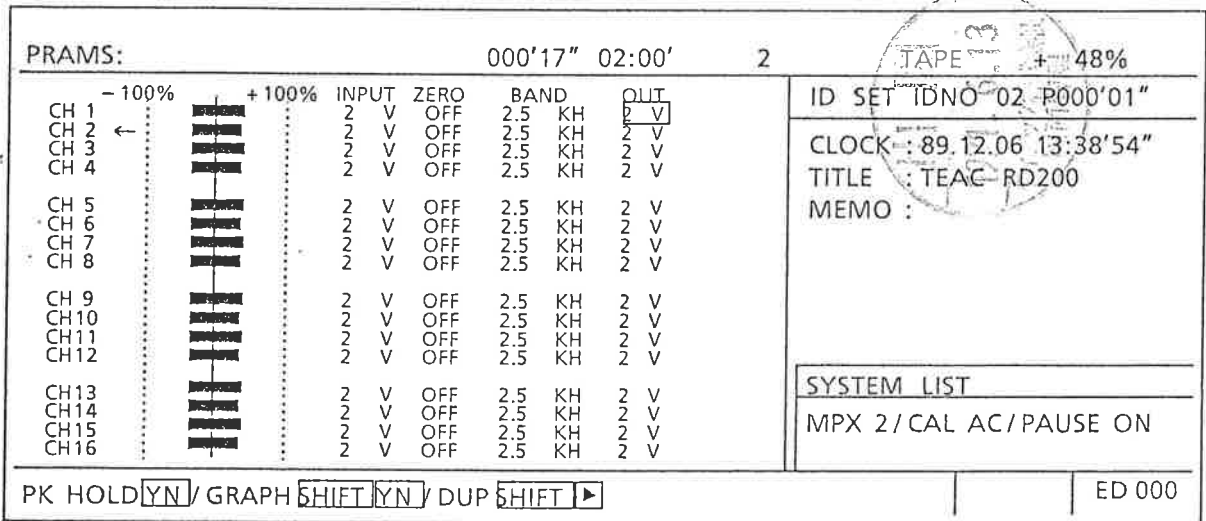 PRAMS: 000'17" 02:00' 2 TAPE + 48%
-100% +100% INPUT ZERO BAND OUT
CH 1 2 V OFF 2.5 KH 2 V
CH 2 ← 2 V OFF 2.5 KH 2 V
CH 3 2 V OFF 2.5 KH 2 V
CH 4 2 V OFF 2.5 KH 2 V
CH 5 2 V OFF 2.5 KH 2 V
CH 6 2 V OFF 2.5 KH 2 V
CH 7 2 V OFF 2.5 KH 2 V
CH 8 2 V OFF 2.5 KH 2 V
CH 9 2 V OFF 2.5 KH 2 V
CH10 2 V OFF 2.5 KH 2 V
CH11 2 V OFF 2.5 KH 2 V
CH12 2 V OFF 2.5 KH 2 V
CH13 2 V OFF 2.5 KH 2 V
CH14 2 V OFF 2.5 KH 2 V
CH15 2 V OFF 2.5 KH 2 V
CH16 2 V OFF 2.5 KH 2 V
ID SET IDNO 02 P000'01"
CLOCK : 89.12.06 13:38'54"
TITLE : TEAC RD200
MEMO :
SYSTEM LIST
MPX 2/CAL AC/PAUSE ON
PK HOLD YN / GRAPH SHIFT YN / DUP SHIFT ▶
ED 000